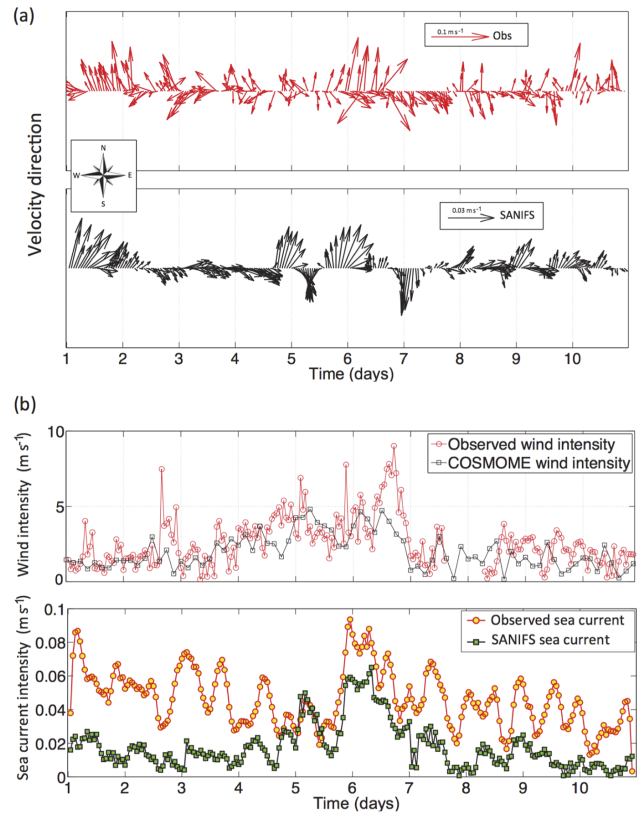 (a)
0.1 m s⁻¹
Obs
Velocity direction
N
W E
S
0.03 m s⁻¹
SANIFS
1 2 3 4 5 6 7 8 9 10
Time (days)
(b)
10
5
0
Wind intensity (m s⁻¹)
Observed wind intensity
COSMOME wind intensity
0.1
0.08
0.06
0.04
0.02
0
Sea current intensity (m s⁻¹)
Observed sea current
SANIFS sea current
1 2 3 4 5 6 7 8 9 10
Time (days)